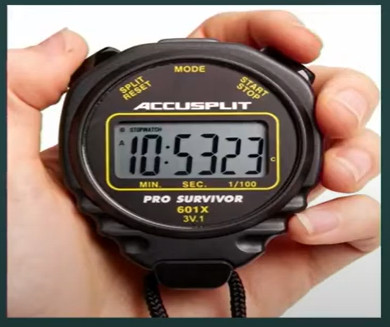 MODE
SPLIT
RESET
START
STOP
ACCUSPLIT
STOPWATCH
A
10·5323
C
MIN. SEC. 1/100
PRO SURVIVOR
601X
3V.1